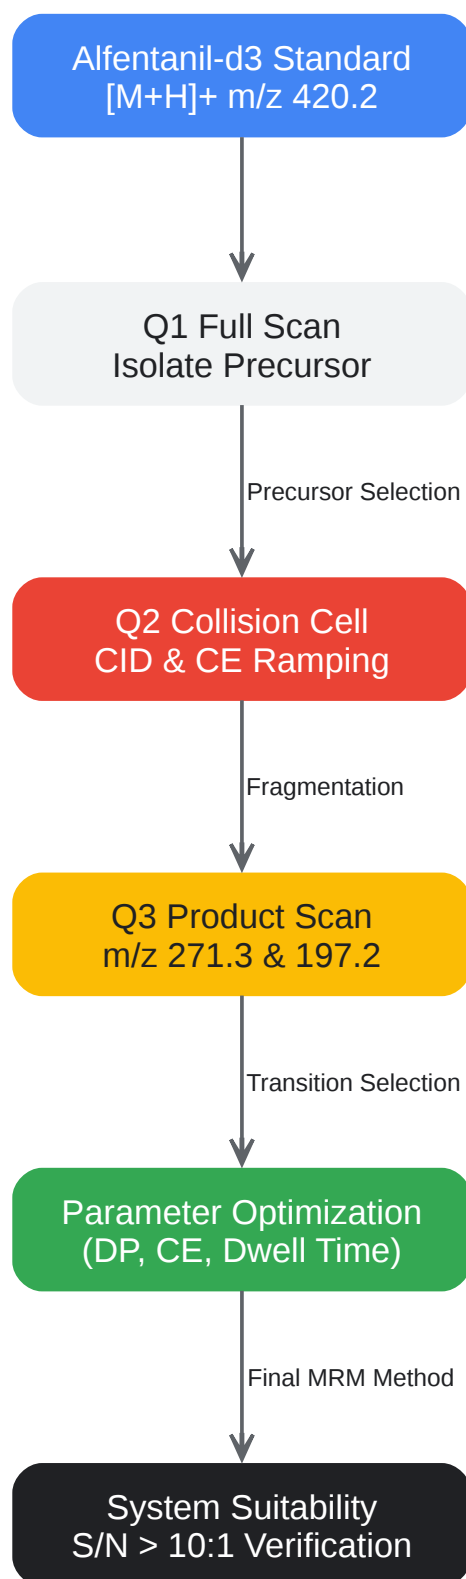 Alfentanil-d3 Standard
[M+H]+ m/z 420.2
Q1 Full Scan
Isolate Precursor
Precursor Selection
Q2 Collision Cell
CID & CE Ramping
Fragmentation
Q3 Product Scan
m/z 271.3 & 197.2
Transition Selection
Parameter Optimization
(DP, CE, Dwell Time)
Final MRM Method
System Suitability
S/N > 10:1 Verification